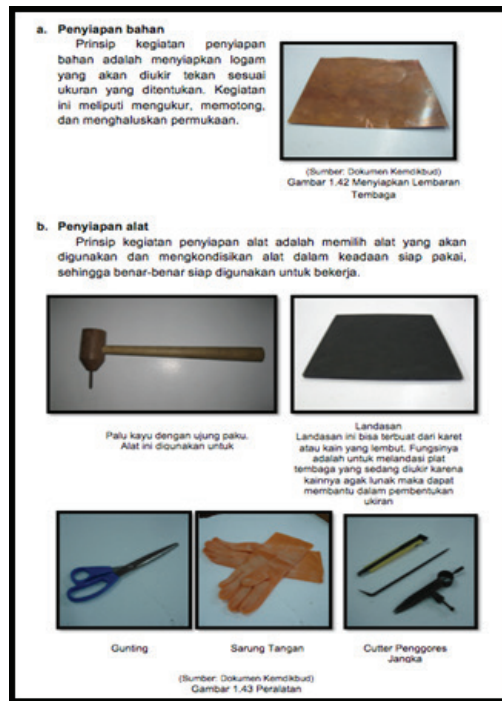 a. Penyiapan bahan
Prinsip kegiatan penyiapan
bahan adalah menyiapkan logam
yang akan diukir tekan sesuai
ukuran yang ditentukan. Kegiatan
ini meliputi mengukur, memotong,
dan menghaluskan permukaan.
(Sumber: Dokumen Kemdikbud)
Gambar 1.42 Menyiapkan Lembaran
Tembaga
b. Penyiapan alat
Prinsip kegiatan penyiapan alat adalah memilih alat yang akan
digunakan dan mengkondisikan alat dalam keadaan siap pakai,
sehingga benar-benar siap digunakan untuk bekerja.
Palu kayu dengan ujung paku.
Alat ini digunakan untuk
Landasan
Landasan ini bisa terbuat dari karet
atau kain yang lembut. Fungsinya
adalah untuk melandasi plat
tembaga yang sedang diukir karena
kainnya agak lunak maka dapat
membantu dalam pembentukan
ukiran
Gunting
Sarung Tangan
Cutter Penggores
Jangka
(Sumber: Dokumen Kemdikbud)
Gambar 1.43 Peralatan